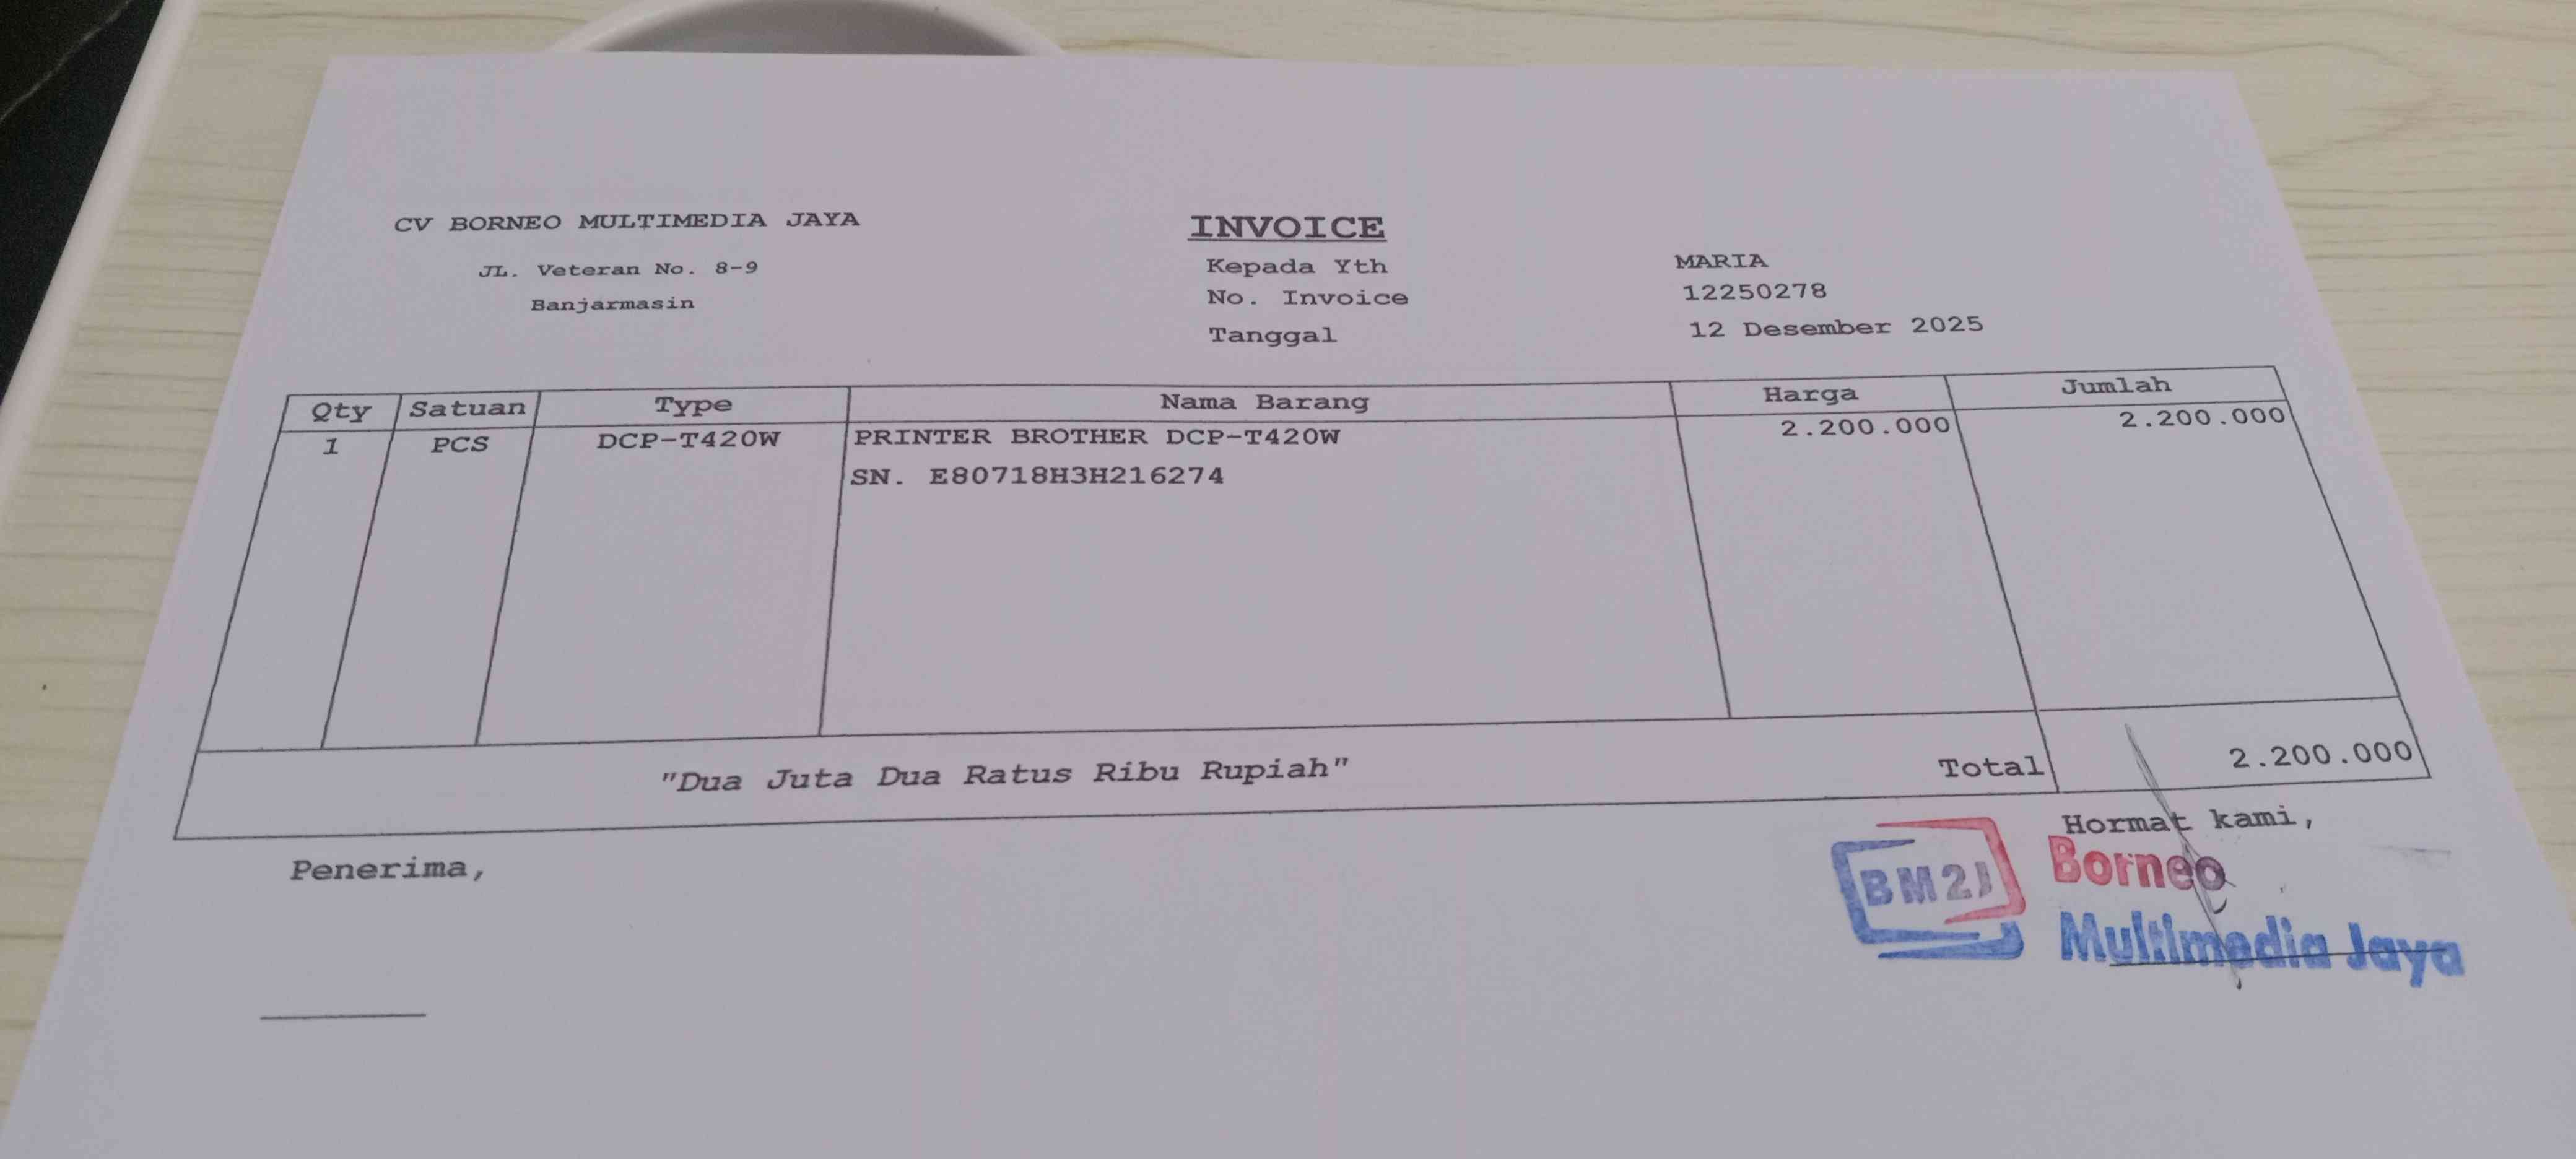 CV BORNEO MULTIMEDIA JAYA
JL. Veteran No. 8-9
Banjarmasin
INVOICE
Kepada Yth MARIA
No. Invoice 12250278
Tanggal 12 Desember 2025
Qty Satuan Type Nama Barang Harga Jumlah
1 PCS DCP-T420W PRINTER BROTHER DCP-T420W 2.200.000 2.200.000
SN. E80718H3H216274
"Dua Juta Dua Ratus Ribu Rupiah" Total 2.200.000
Penerima, Hormat kami,
BM2J Borneo
Multimedia Jaya